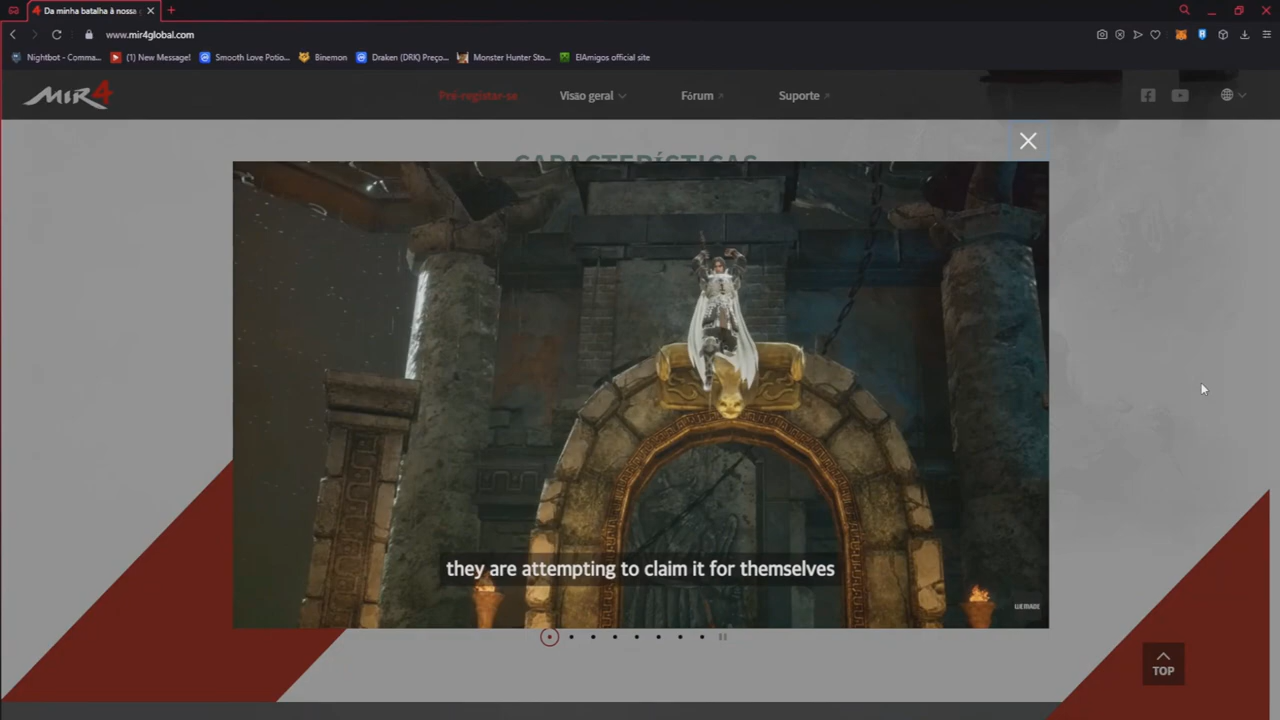 Da minha batalha à nossa
www.mir4global.com
Nightbot - Comma...
(1) New Message!
Smooth Love Potio...
Binemon
Draken (DRK) Preço...
Monster Hunter Sto...
ElAmigos official site
MIR4
Pré-registar-se
Visão geral
Fórum
Suporte
CARACTERÍSTICAS
they are attempting to claim it for themselves
WEMADE
TOP